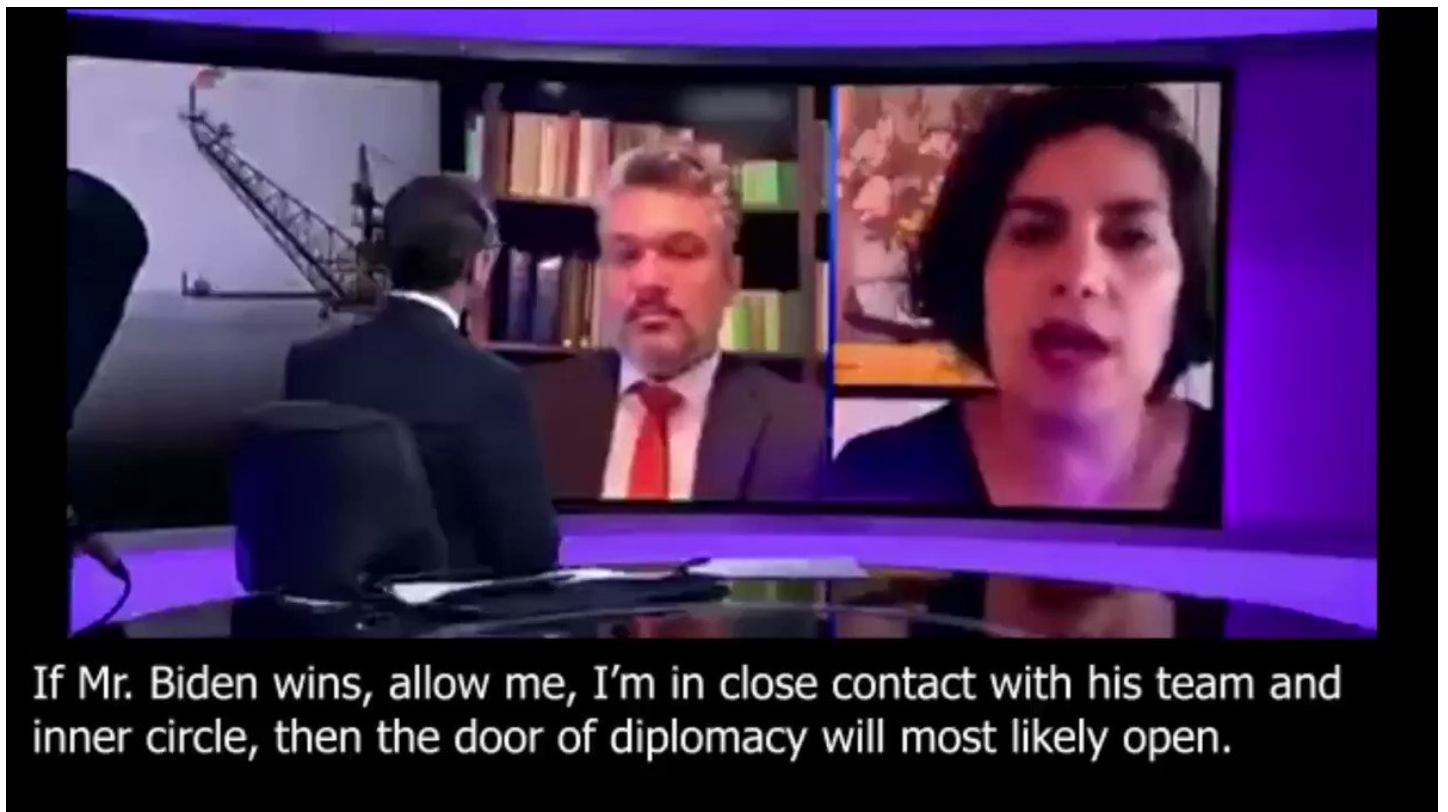 If Mr. Biden wins, allow me, I’m in close contact with his team and
inner circle, then the door of diplomacy will most likely open.